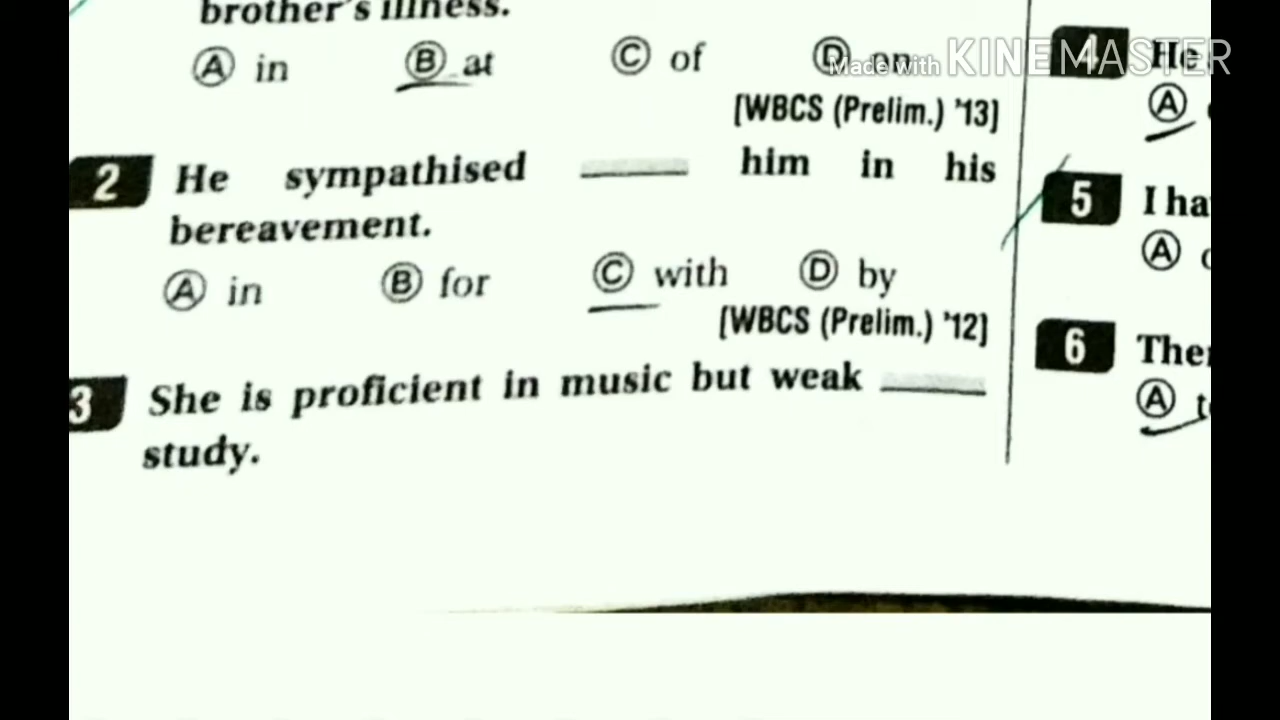 brother's illness.
Ⓐ in Ⓑ at Ⓒ of Ⓓ on
Made with KINEMASTER
[WBCS (Prelim.) '13]
2 He sympathised ____ him in his
bereavement.
Ⓐ in Ⓑ for Ⓒ with Ⓓ by
[WBCS (Prelim.) '12]
3 She is proficient in music but weak ____
study.
4 He
Ⓐ
5 I
Ⓐ
6
Ⓐ